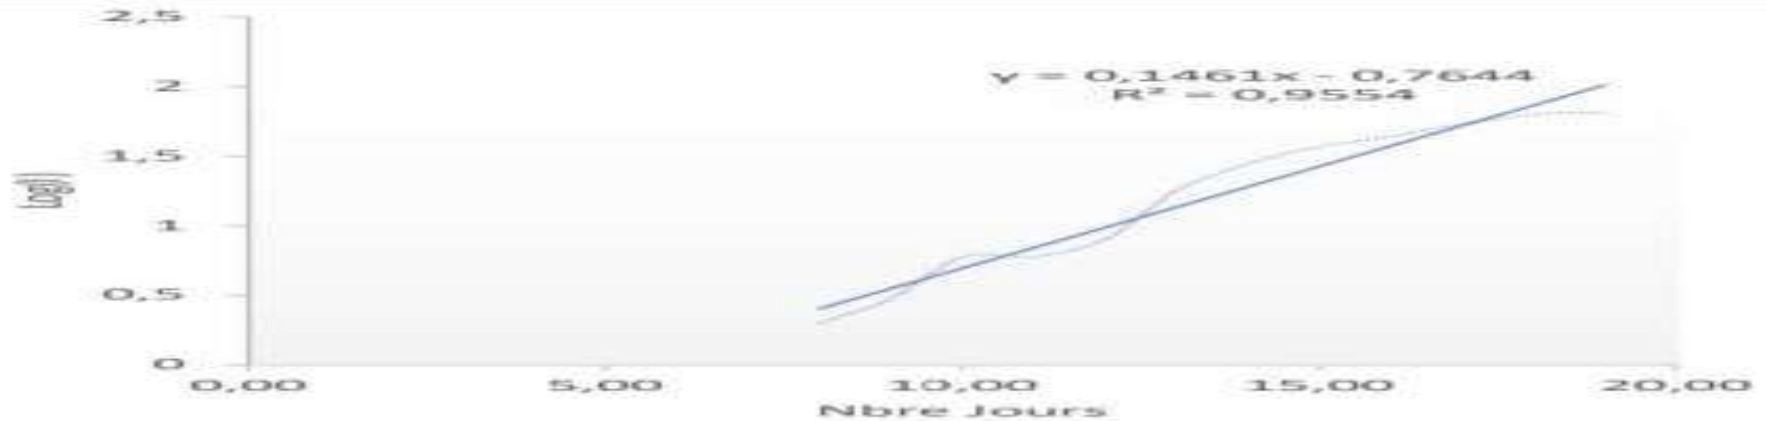 2,5
y = 0,1461x - 0,7644
R² = 0,9554
2
1,5
Log(I)
1
0,5
0
0,00 5,00 10,00 15,00 20,00
Nbre Jours